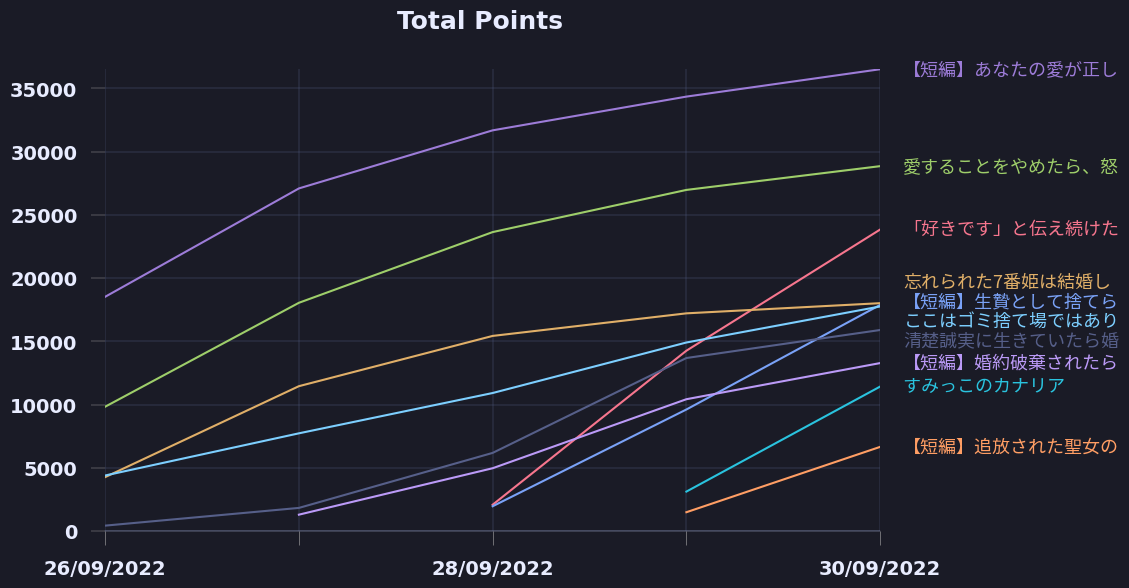 Total Points
35000
30000
25000
20000
15000
10000
5000
0
26/09/2022
28/09/2022
30/09/2022
【短編】あなたの愛が正し
愛することをやめたら、怒
「好きです」と伝え続けた
忘れられた7番姫は結婚し
【短編】生贄として捨てら
ここはゴミ捨て場ではあり
清楚誠実に生きていたら婚
【短編】婚約破棄されたら
すみっこのカナリア
【短編】追放された聖女の